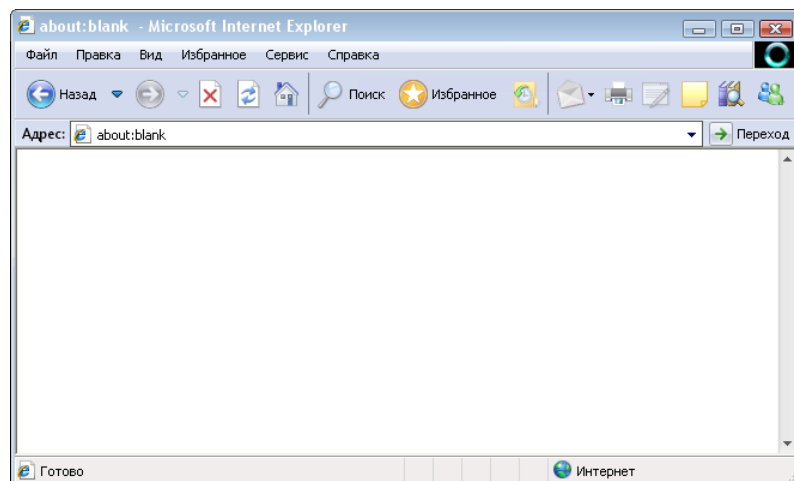 about:blank - Microsoft Internet Explorer
Файл Правка Вид Избранное Сервис Справка
Назад Поиск Избранное
Адрес: about:blank Переход
Готово Интернет